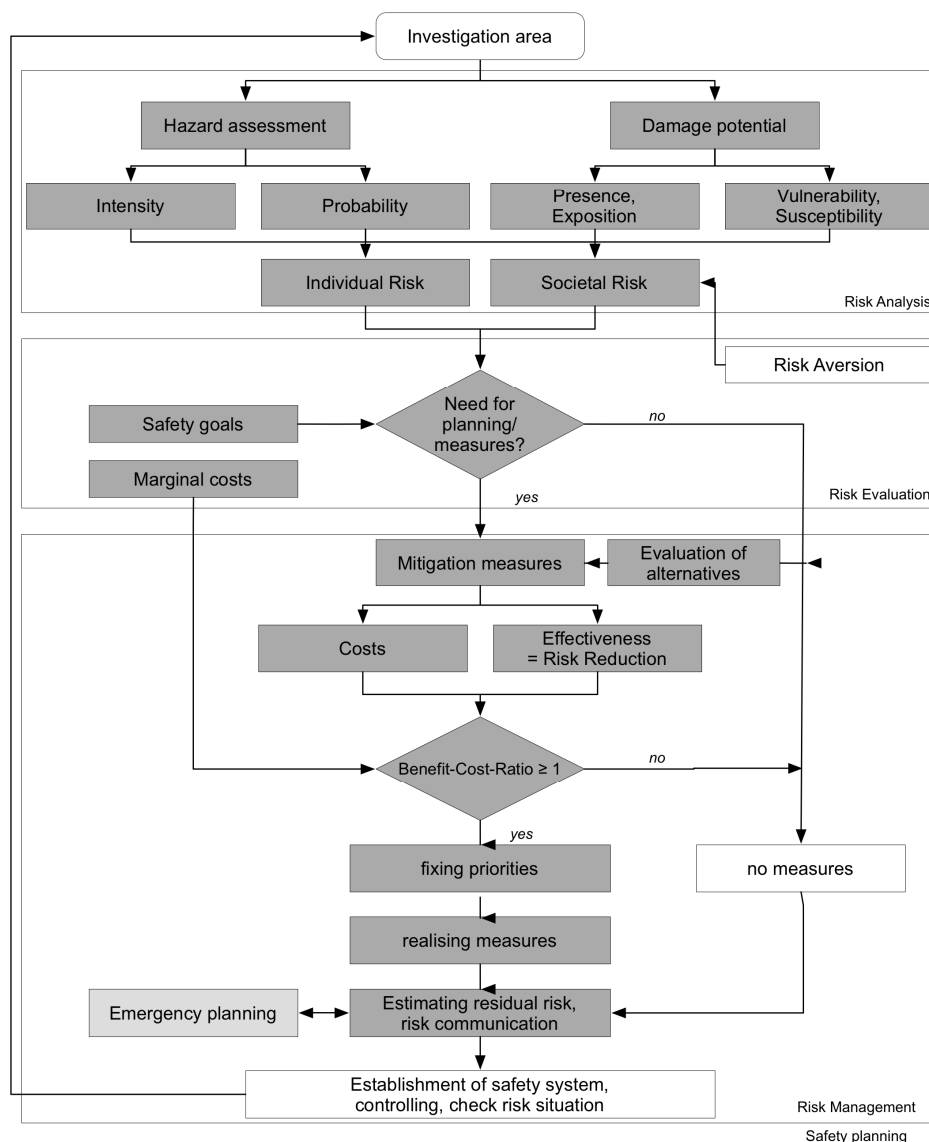 Investigation area
Hazard assessment
Damage potential
Intensity
Probability
Presence,
Exposition
Vulnerability,
Susceptibility
Individual Risk
Societal Risk
Risk Analysis
Risk Aversion
Need for
planning/
measures?
no
Safety goals
Marginal costs
yes
Risk Evaluation
Mitigation measures
Evaluation of
alternatives
Costs
Effectiveness
= Risk Reduction
Benefit-Cost-Ratio ≥ 1
no
yes
fixing priorities
no measures
realising measures
Emergency planning
Estimating residual risk,
risk communication
Establishment of safety system,
controlling, check risk situation
Risk Management
Safety planning